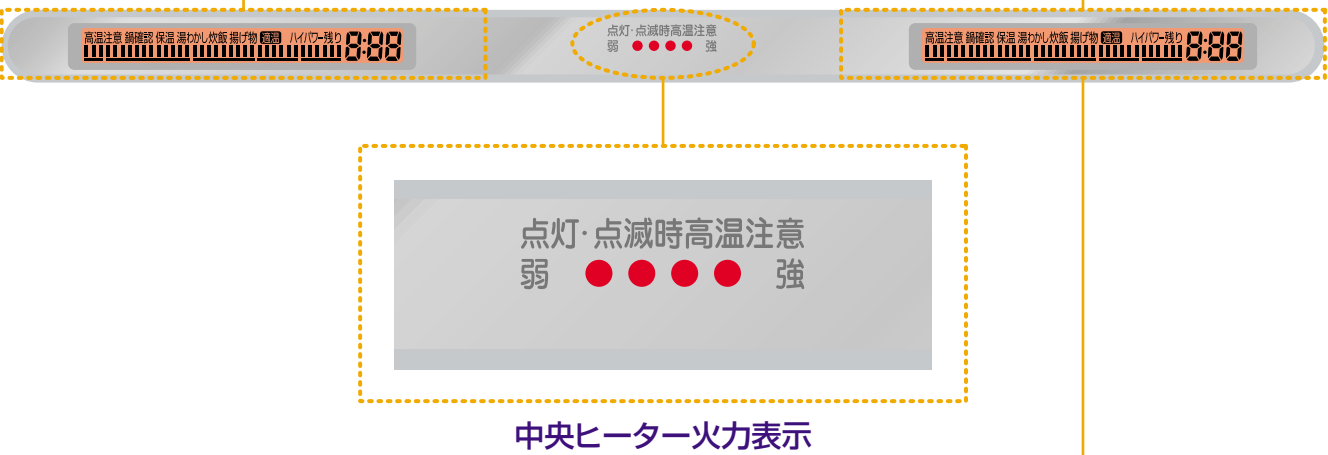 高温注意 鍋確認 保温 湯わかし 炊飯 揚げ物 適温 ハイパワー 残り 8:88
点灯・点滅時高温注意
弱 ●●●● 強
高温注意 鍋確認 保温 湯わかし 炊飯 揚げ物 適温 ハイパワー 残り 8:88
点灯・点滅時高温注意
弱 ●●●● 強
中央ヒーター火力表示